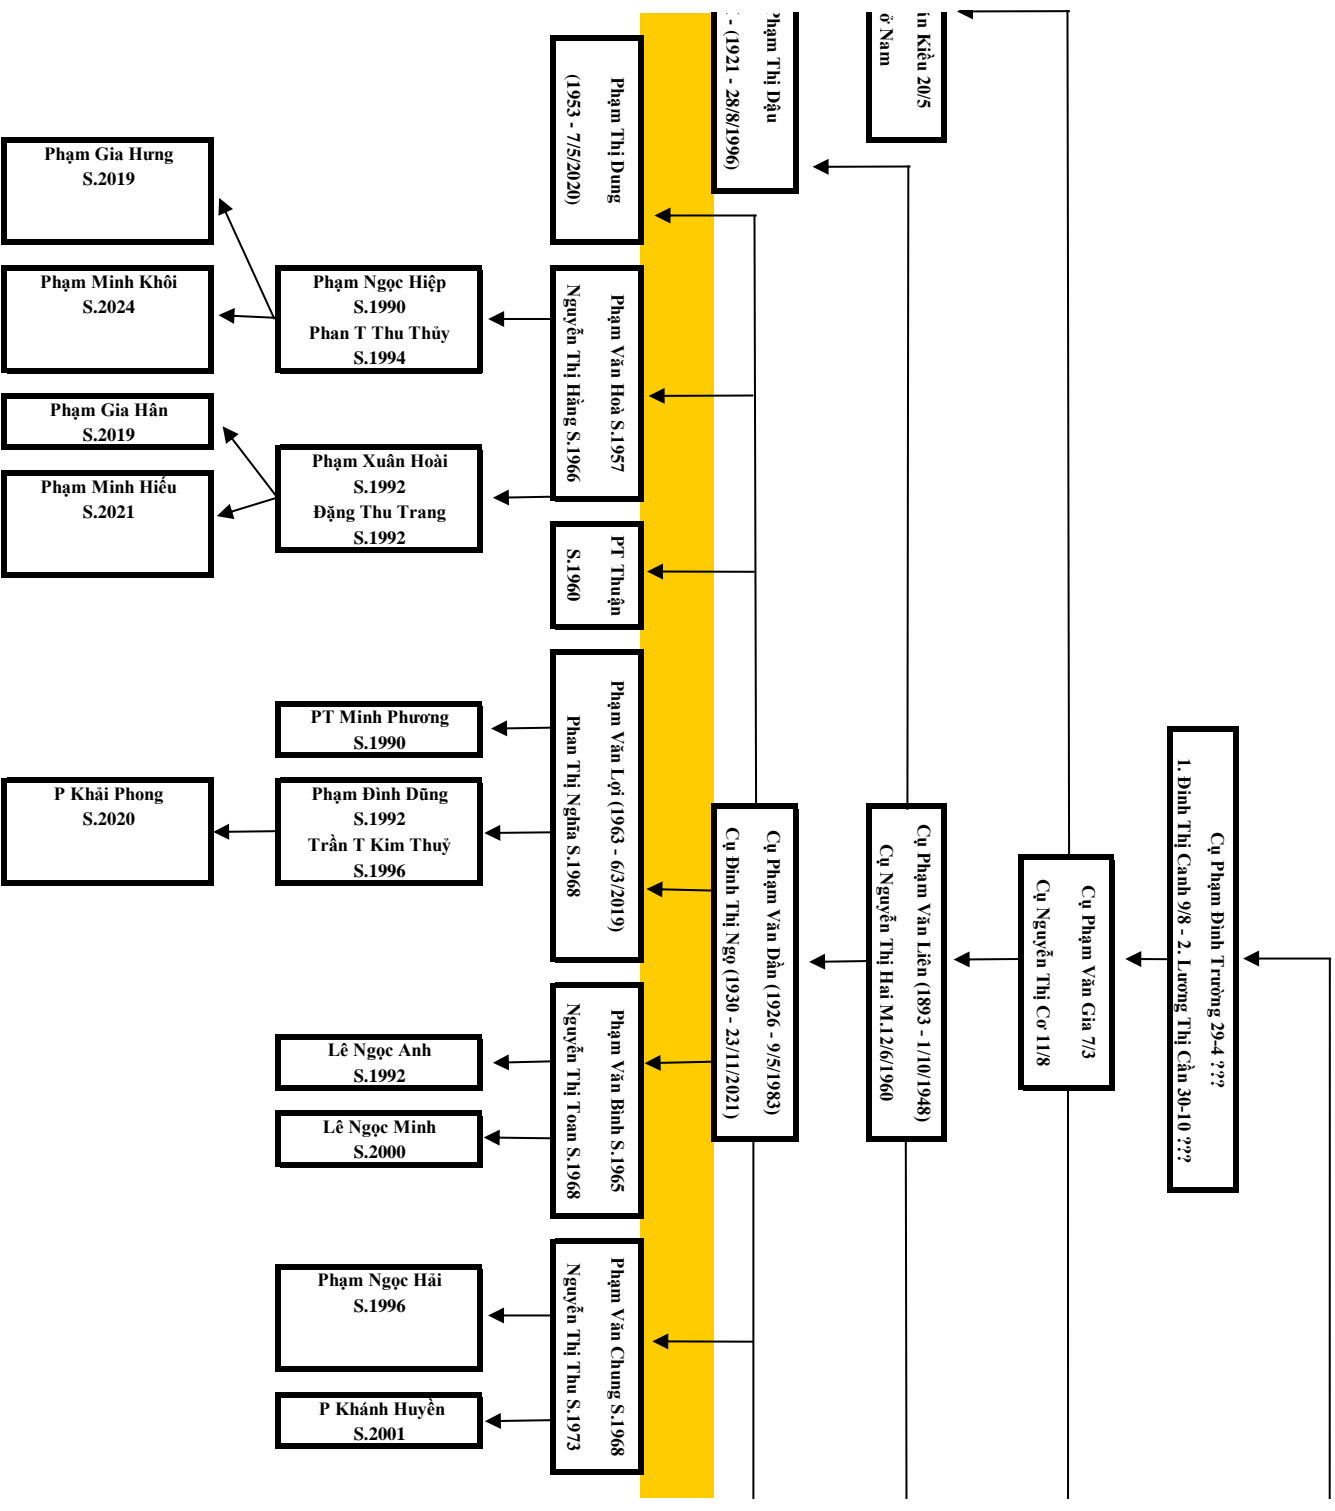 ở Nam
Kiều 20/5
Phạm Thị Dậu
- (1921 - 28/8/1996)
Phạm Thị Dung
(1953 - 7/5/2020)
Phạm Gia Hưng
S.2019
Phạm Minh Khôi
S.2024
Phạm Ngọc Hiệp
S.1990
Phan T Thu Thủy
S.1994
Phạm Văn Hoà S.1957
Nguyễn Thị Hằng S.1966
Phạm Gia Hân
S.2019
Phạm Minh Hiếu
S.2021
Phạm Xuân Hoài
S.1992
Đặng Thu Trang
S.1992
PT Thuận
S.1960
PT Minh Phương
S.1990
P Khải Phong
S.2020
Phạm Đình Dũng
S.1992
Trần T Kim Thuỷ
S.1996
Phạm Văn Lợi (1963 - 6/3/2019)
Phan Thị Nghĩa S.1968
Cụ Phạm Văn Dần (1926 - 9/5/1983)
Cụ Đinh Thị Ngọ (1930 - 23/11/2021)
Cụ Phạm Văn Liên (1893 - 1/10/1948)
Cụ Nguyễn Thị Hai M.12/6/1960
Cụ Phạm Văn Gia 7/3
Cụ Nguyễn Thị Cơ 11/8
Cụ Phạm Đình Trường 29-4 ???
1. Đinh Thị Canh 9/8 - 2. Lương Thị Cần 30-10 ???
Lê Ngọc Anh
S.1992
Lê Ngọc Minh
S.2000
Phạm Văn Bình S.1965
Nguyễn Thị Toan S.1968
Phạm Ngọc Hải
S.1996
P Khánh Huyền
S.2001
Phạm Văn Chung S.1968
Nguyễn Thị Thu S.1973